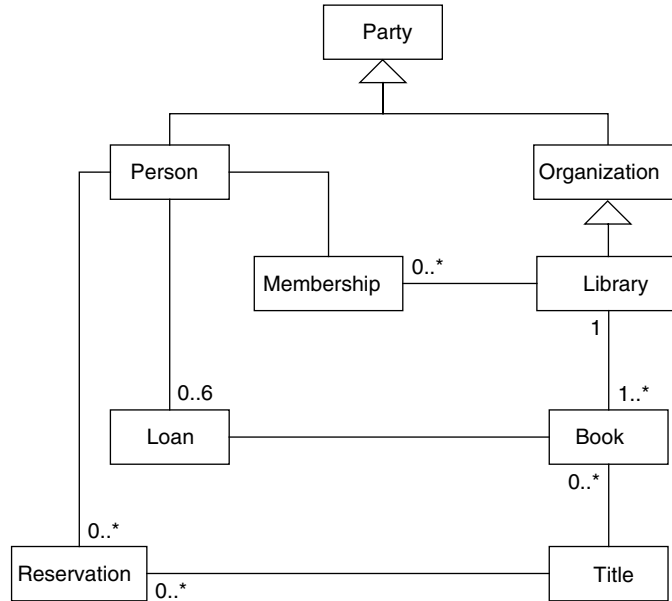 Party
Person
Organization
Membership
0..*
Library
1
0..6
1..*
Loan
Book
0..*
0..*
Reservation
0..*
Title